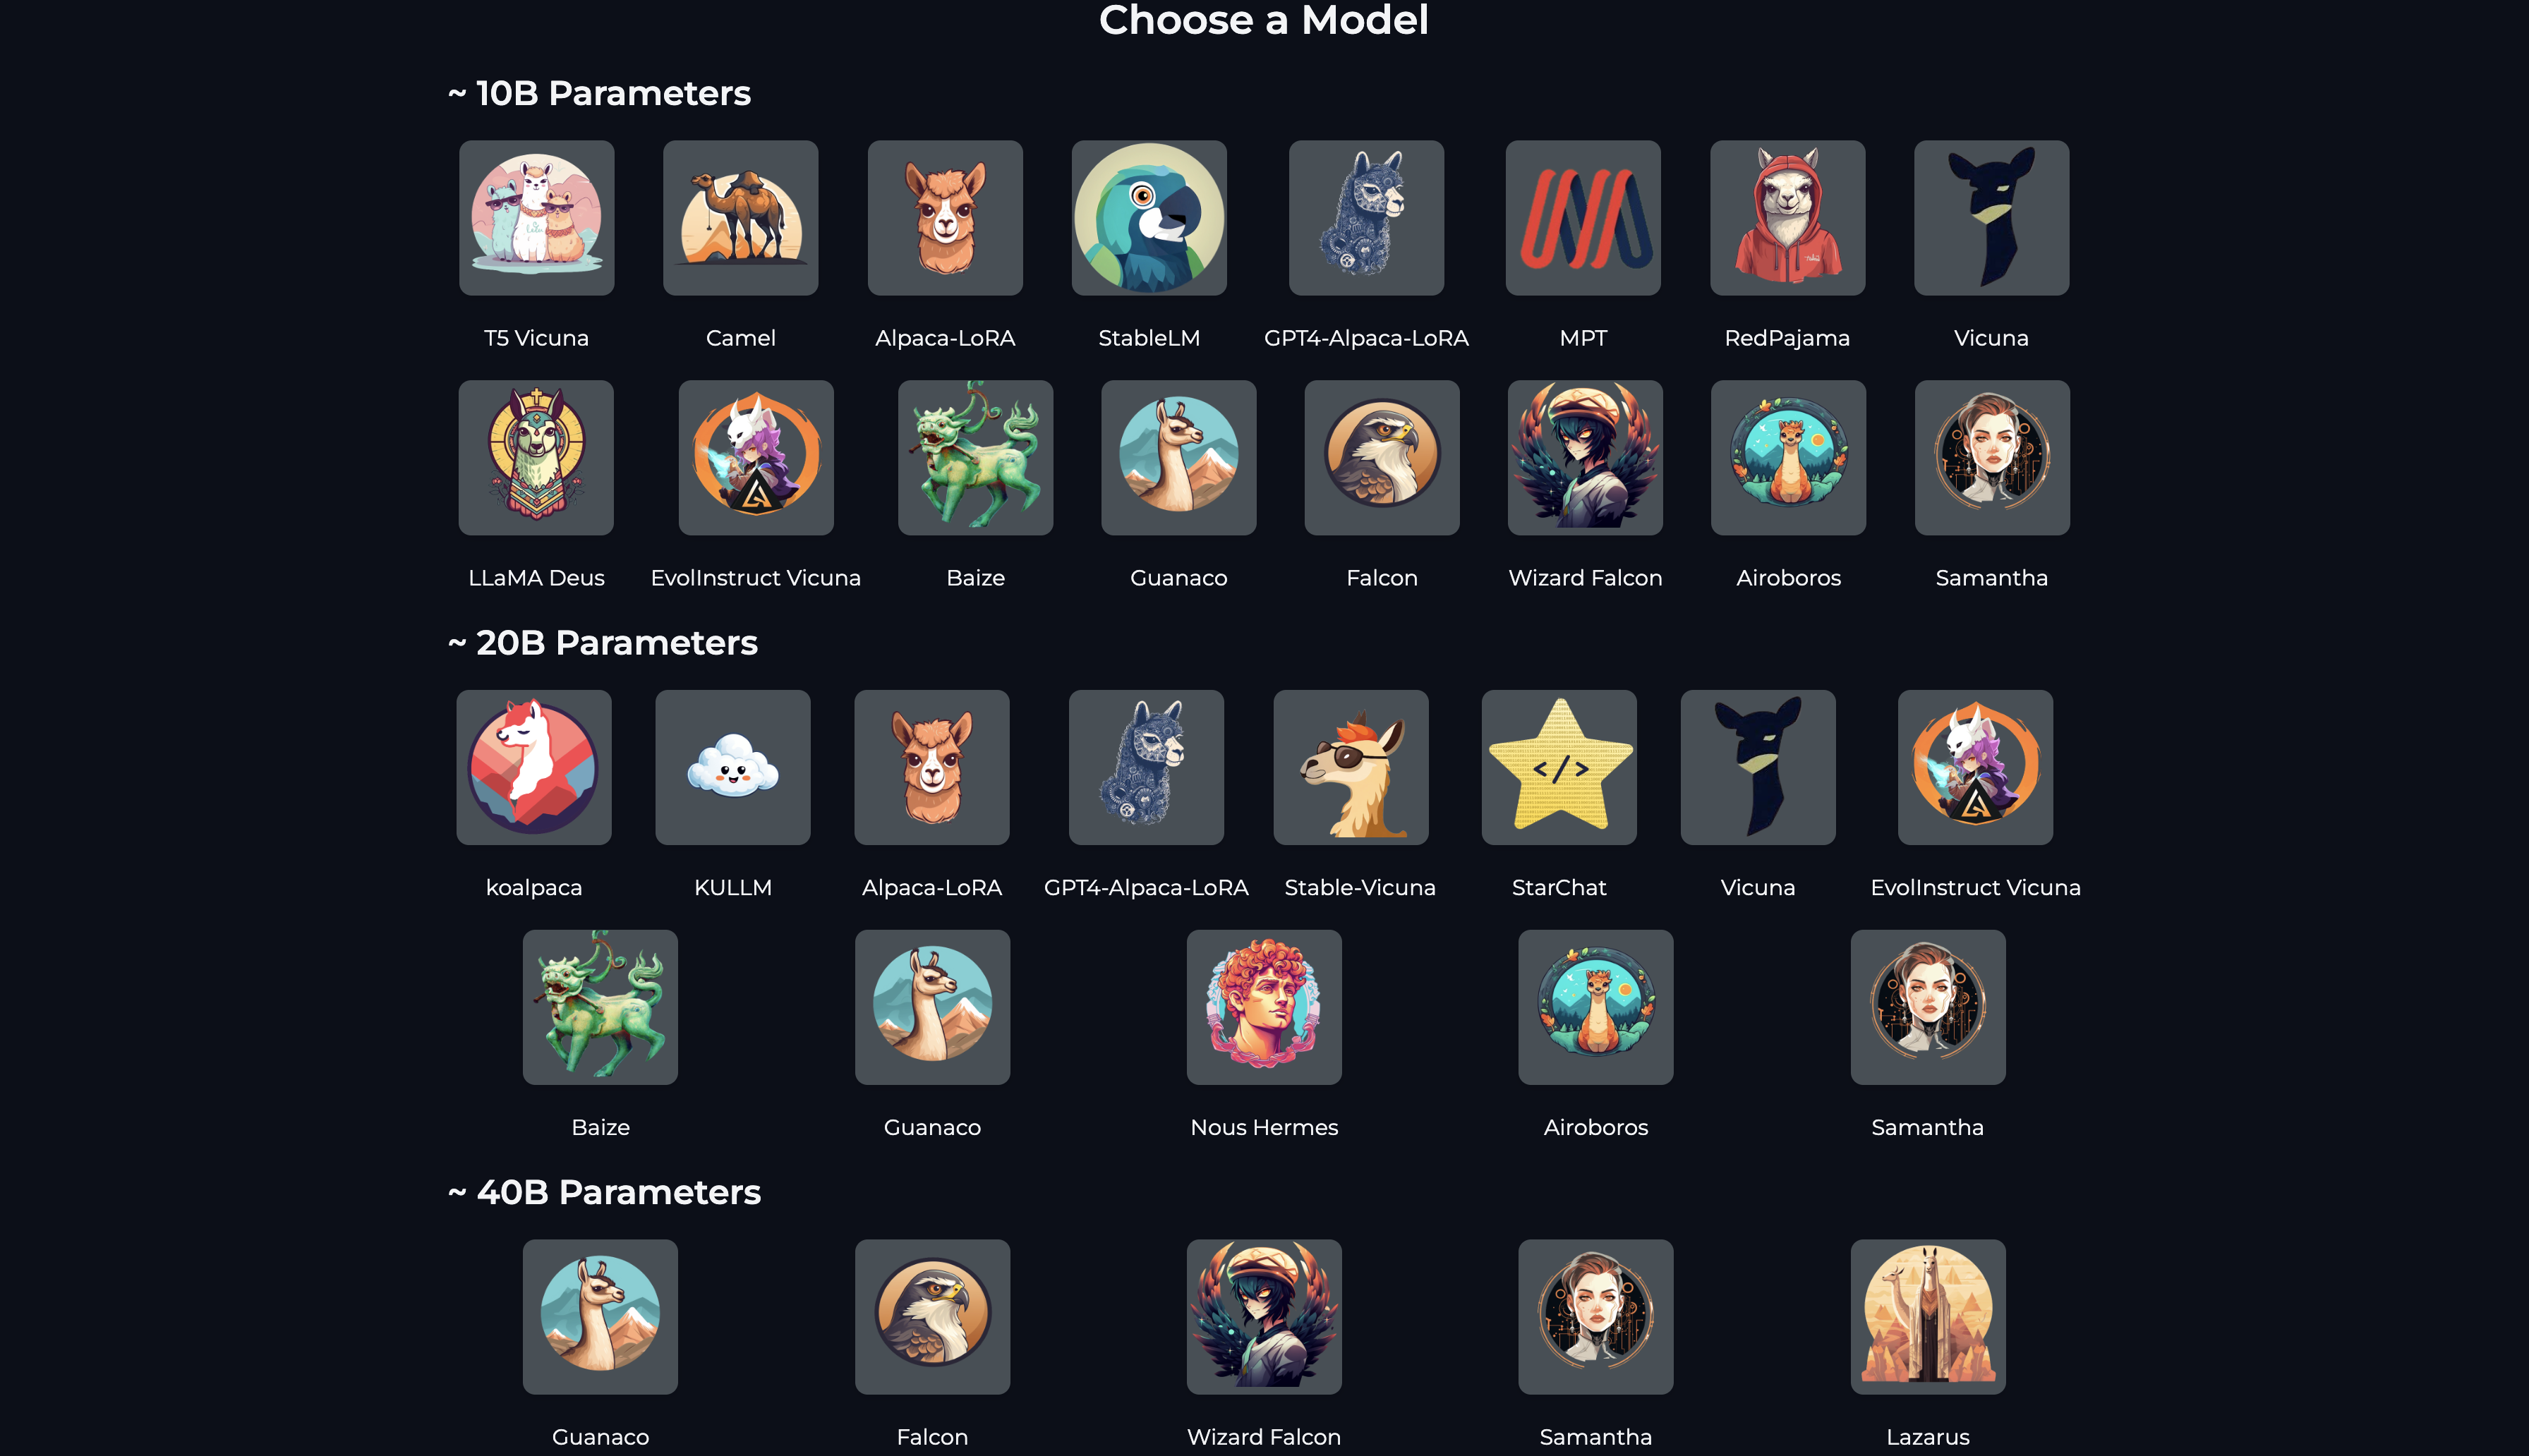 Choose a Model
~ 10B Parameters
T5 Vicuna
Camel
Alpaca-LoRA
StableLM
GPT4-Alpaca-LoRA
MPT
RedPajama
Vicuna
LLaMA Deus
EvolInstruct Vicuna
Baize
Guanaco
Falcon
Wizard Falcon
Airoboros
Samantha
~ 20B Parameters
</>
koalpaca
KULLM
Alpaca-LoRA
GPT4-Alpaca-LoRA
Stable-Vicuna
StarChat
Vicuna
EvolInstruct Vicuna
Baize
Guanaco
Nous Hermes
Airoboros
Samantha
~ 40B Parameters
Guanaco
Falcon
Wizard Falcon
Samantha
Lazarus